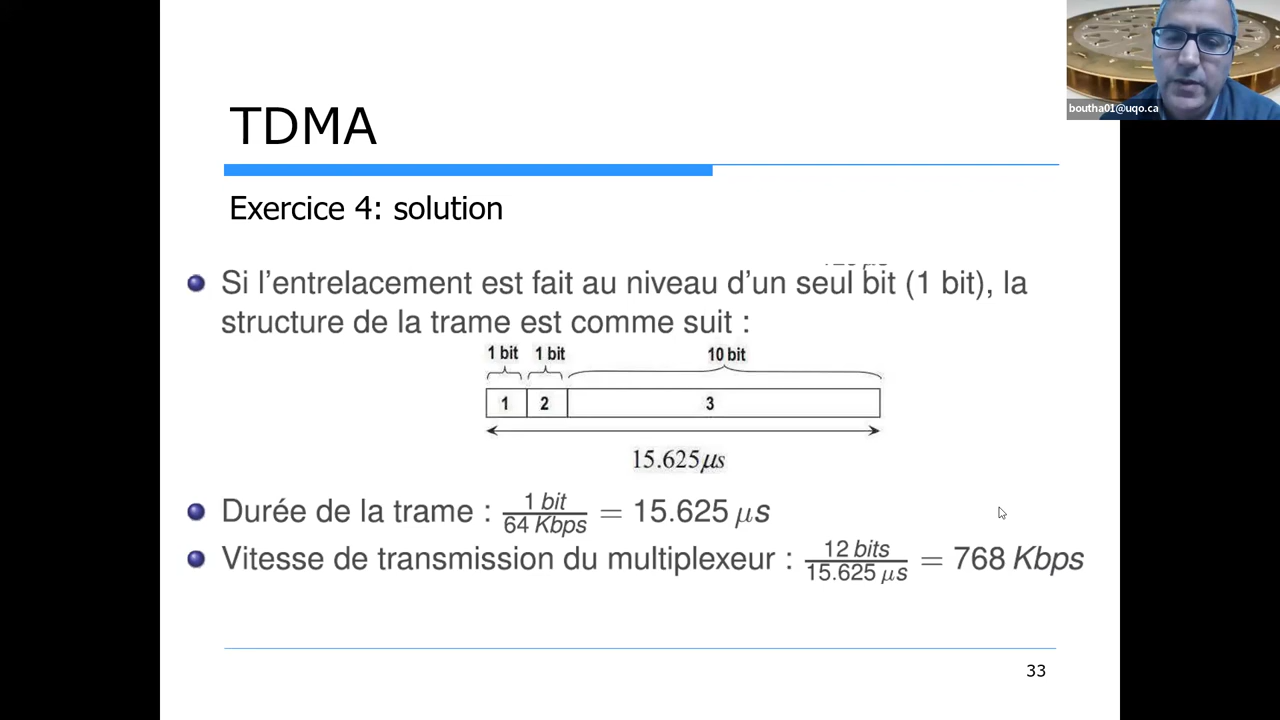 boutha01@uqo.ca
TDMA
Exercice 4: solution
Si l'entrelacement est fait au niveau d'un seul bit (1 bit), la
structure de la trame est comme suit :
1 bit 1 bit 10 bit
1 2 3
15.625 μs
Durée de la trame : 1 bit / 64 Kbps = 15.625 μs
Vitesse de transmission du multiplexeur : 12 bits / 15.625 μs = 768 Kbps
33